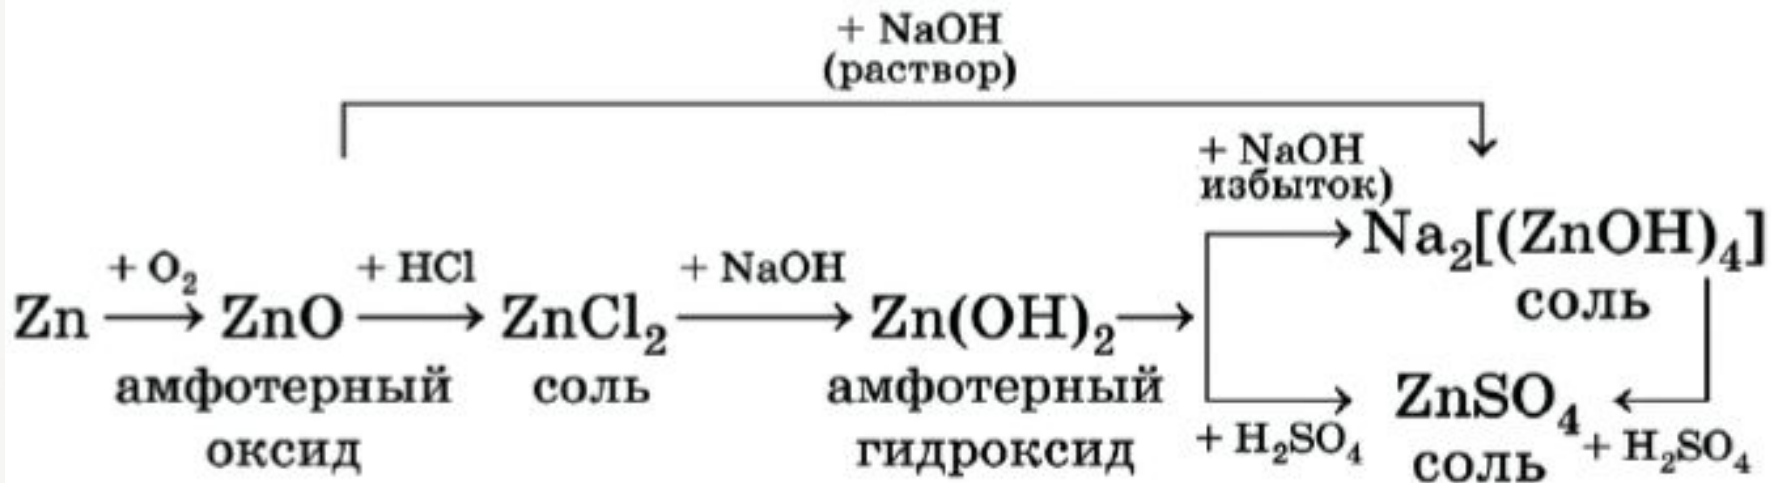 + NaOH
(раствор)
+ NaOH
избыток)
Na₂[(ZnOH)₄]
соль
+ O₂ + HCl + NaOH
Zn → ZnO → ZnCl₂ → Zn(OH)₂ →
амфотерный соль амфотерный
оксид гидроксид
ZnSO₄
+ H₂SO₄ + H₂SO₄
соль